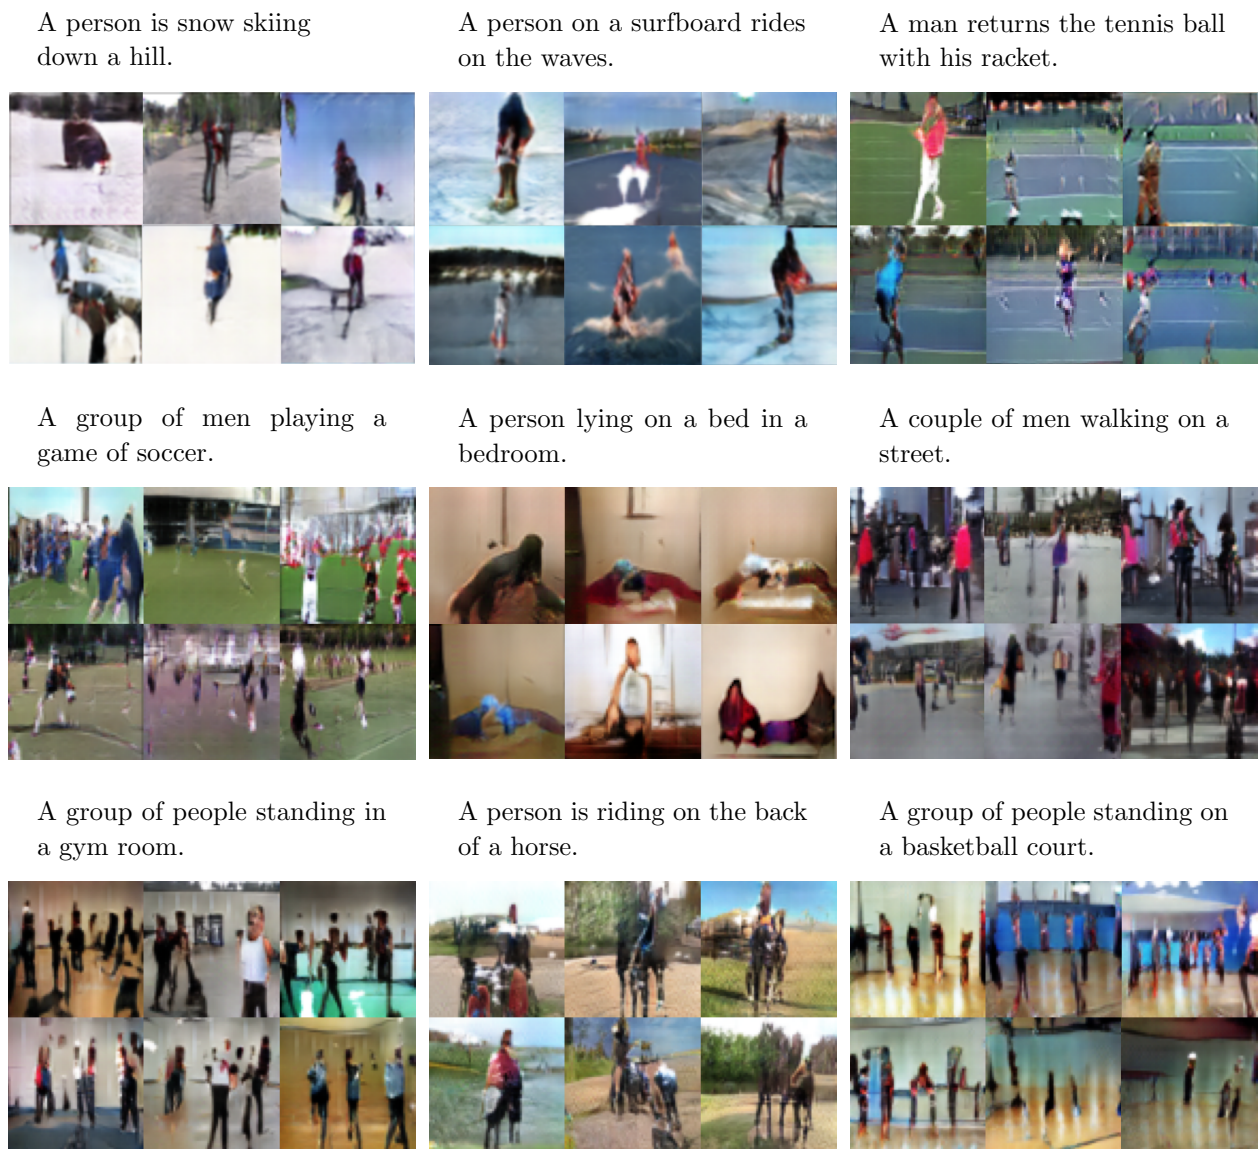 A person is snow skiing
down a hill.
A person on a surfboard rides
on the waves.
A man returns the tennis ball
with his racket.
A group of men playing a
game of soccer.
A person lying on a bed in a
bedroom.
A couple of men walking on a
street.
A group of people standing in
a gym room.
A person is riding on the back
of a horse.
A group of people standing on
a basketball court.